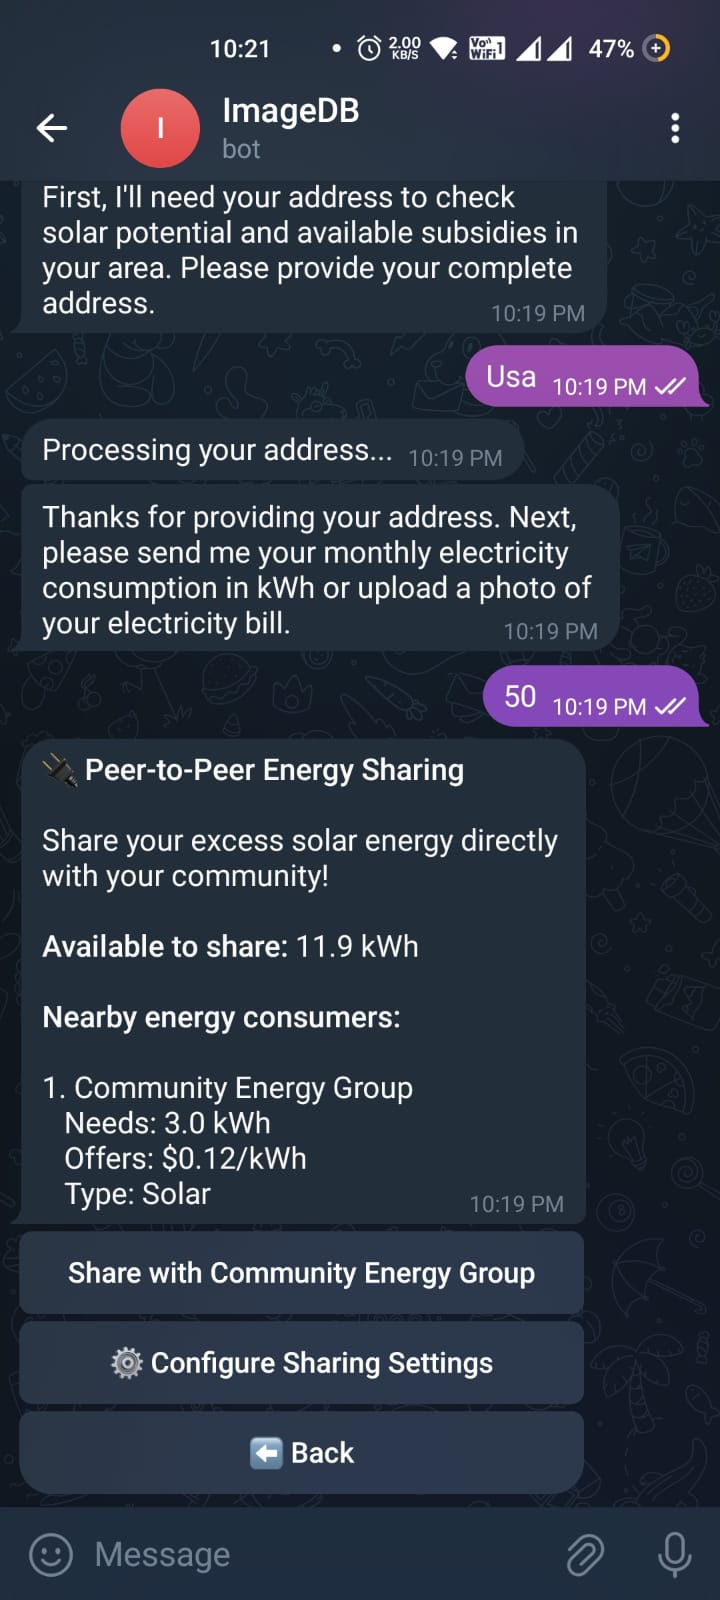 10:21
2.00
KB/S
Vo))
WiFi 1
47%
I
ImageDB
bot
First, I'll need your address to check
solar potential and available subsidies in
your area. Please provide your complete
address.
10:19 PM
Usa 10:19 PM
Processing your address... 10:19 PM
Thanks for providing your address. Next,
please send me your monthly electricity
consumption in kWh or upload a photo of
your electricity bill.
10:19 PM
50 10:19 PM
🔌 Peer-to-Peer Energy Sharing
Share your excess solar energy directly
with your community!
Available to share: 11.9 kWh
Nearby energy consumers:
1. Community Energy Group
Needs: 3.0 kWh
Offers: $0.12/kWh
Type: Solar
10:19 PM
Share with Community Energy Group
⚙️ Configure Sharing Settings
⬅️ Back
Message